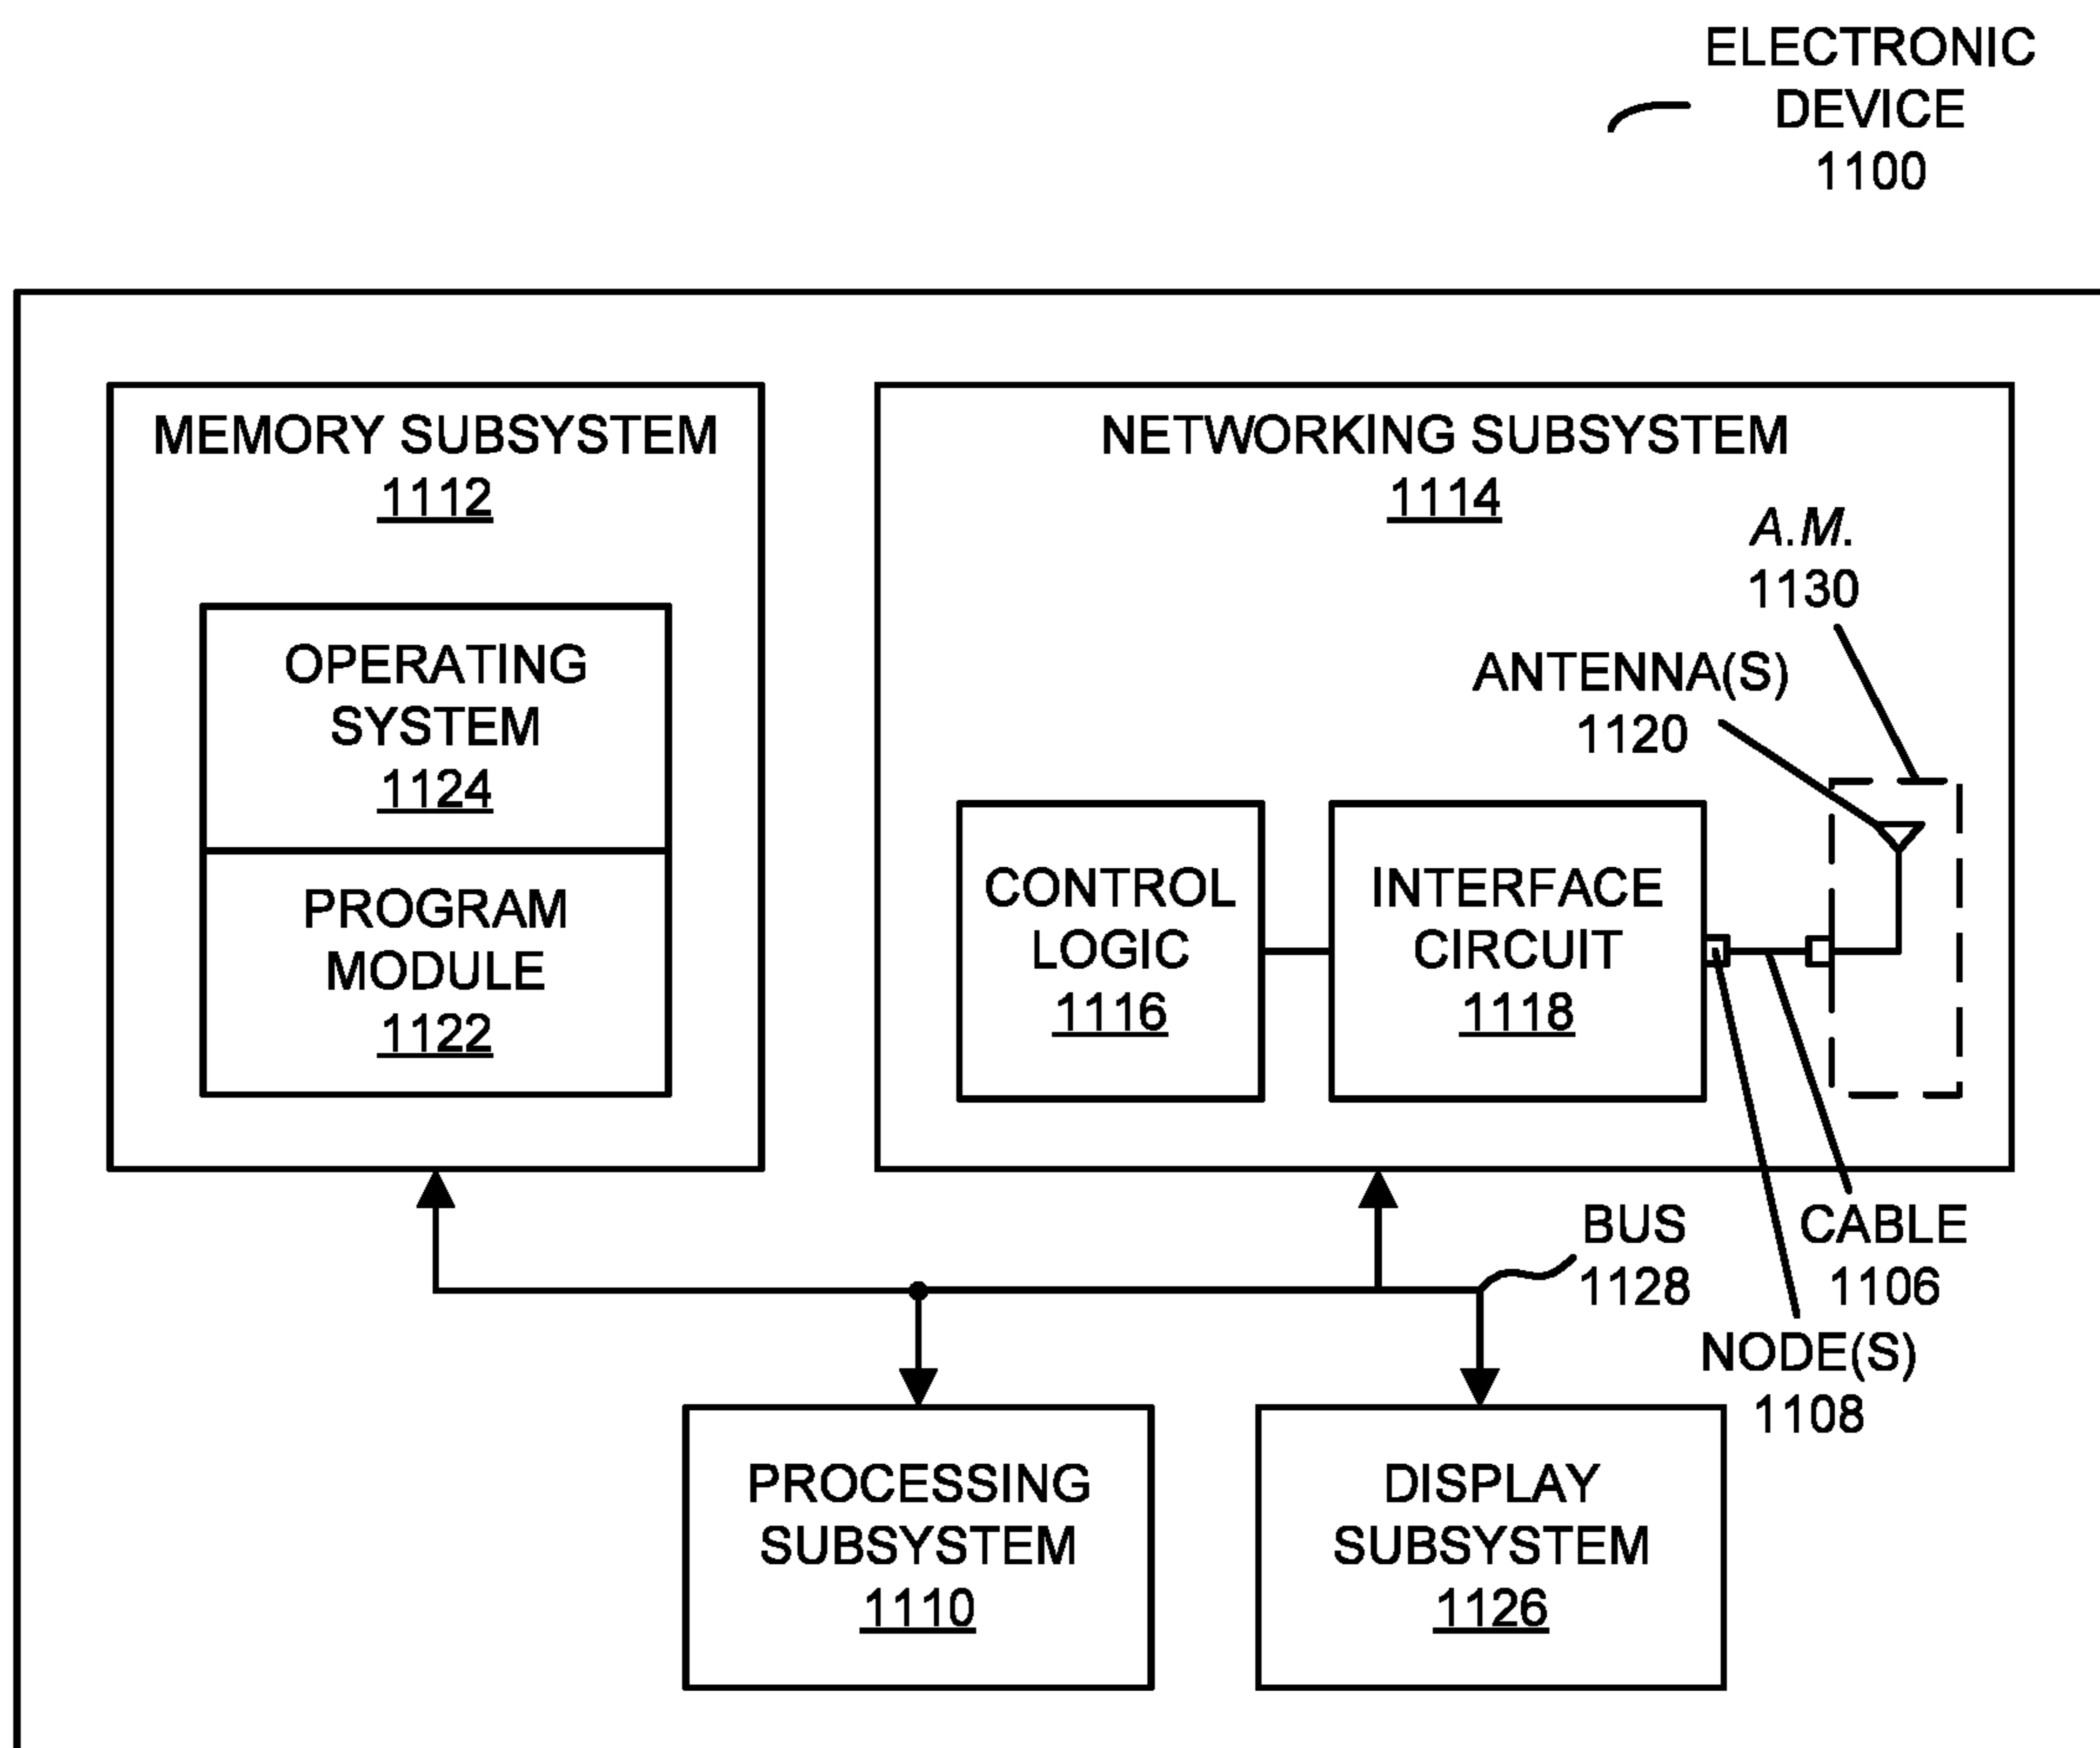 ELECTRONIC
DEVICE
1100
MEMORY SUBSYSTEM
1112
OPERATING
SYSTEM
1124
PROGRAM
MODULE
1122
NETWORKING SUBSYSTEM
1114
A.M.
1130
ANTENNA(S)
1120
CONTROL
LOGIC
1116
INTERFACE
CIRCUIT
1118
BUS
1128
CABLE
1106
NODE(S)
1108
PROCESSING
SUBSYSTEM
1110
DISPLAY
SUBSYSTEM
1126